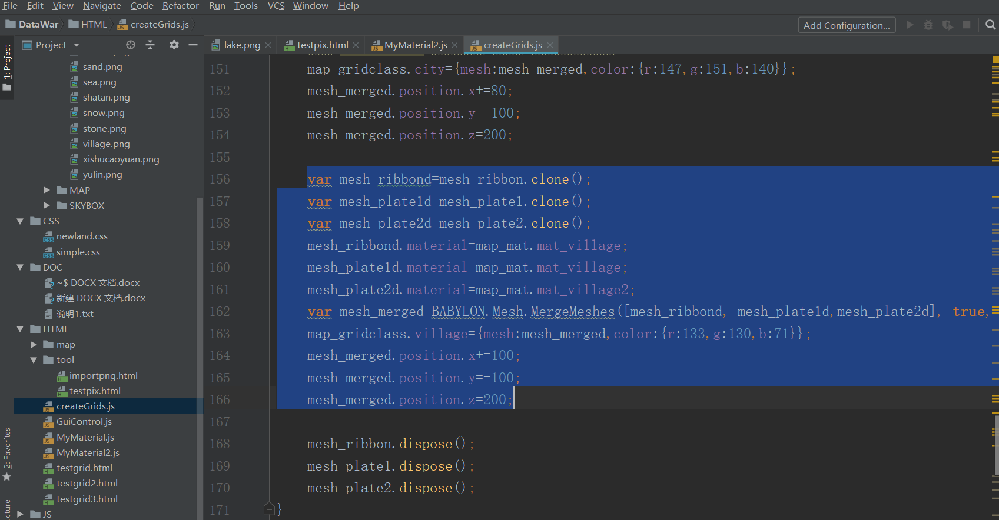 File Edit View Navigate Code Refactor Run Tools VCS Window Help
DataWar HTML createGrids.js Add Configuration...
1: Project
Project
lake.png testpix.html MyMaterial2.js createGrids.js
sand.png
sea.png
shatan.png
snow.png
stone.png
village.png
xishucaoyuan.png
yulin.png
MAP
SKYBOX
CSS
newland.css
simple.css
DOC
~$ DOCX 文档.docx
新建 DOCX 文档.docx
说明1.txt
HTML
map
tool
importpng.html
testpix.html
createGrids.js
GuiControl.js
MyMaterial.js
MyMaterial2.js
testgrid.html
testgrid2.html
testgrid3.html
JS
2: Favorites
151 map_gridclass.city={mesh:mesh_merged,color:{r:147,g:151,b:140}};
152 mesh_merged.position.x+=80;
153 mesh_merged.position.y=-100;
154 mesh_merged.position.z=200;
155
156 var mesh_ribbond=mesh_ribbon.clone();
157 var mesh_plate1d=mesh_plate1.clone();
158 var mesh_plate2d=mesh_plate2.clone();
159 mesh_ribbond.material=map_mat.mat_village;
160 mesh_plate1d.material=map_mat.mat_village;
161 mesh_plate2d.material=map_mat.mat_village2;
162 var mesh_merged=BABYLON.Mesh.MergeMeshes([mesh_ribbond, mesh_plate1d,mesh_plate2d], true,
163 map_gridclass.village={mesh:mesh_merged,color:{r:133,g:130,b:71}};
164 mesh_merged.position.x+=100;
165 mesh_merged.position.y=-100;
166 mesh_merged.position.z=200;
167
168 mesh_ribbon.dispose();
169 mesh_plate1.dispose();
170 mesh_plate2.dispose();
171 }